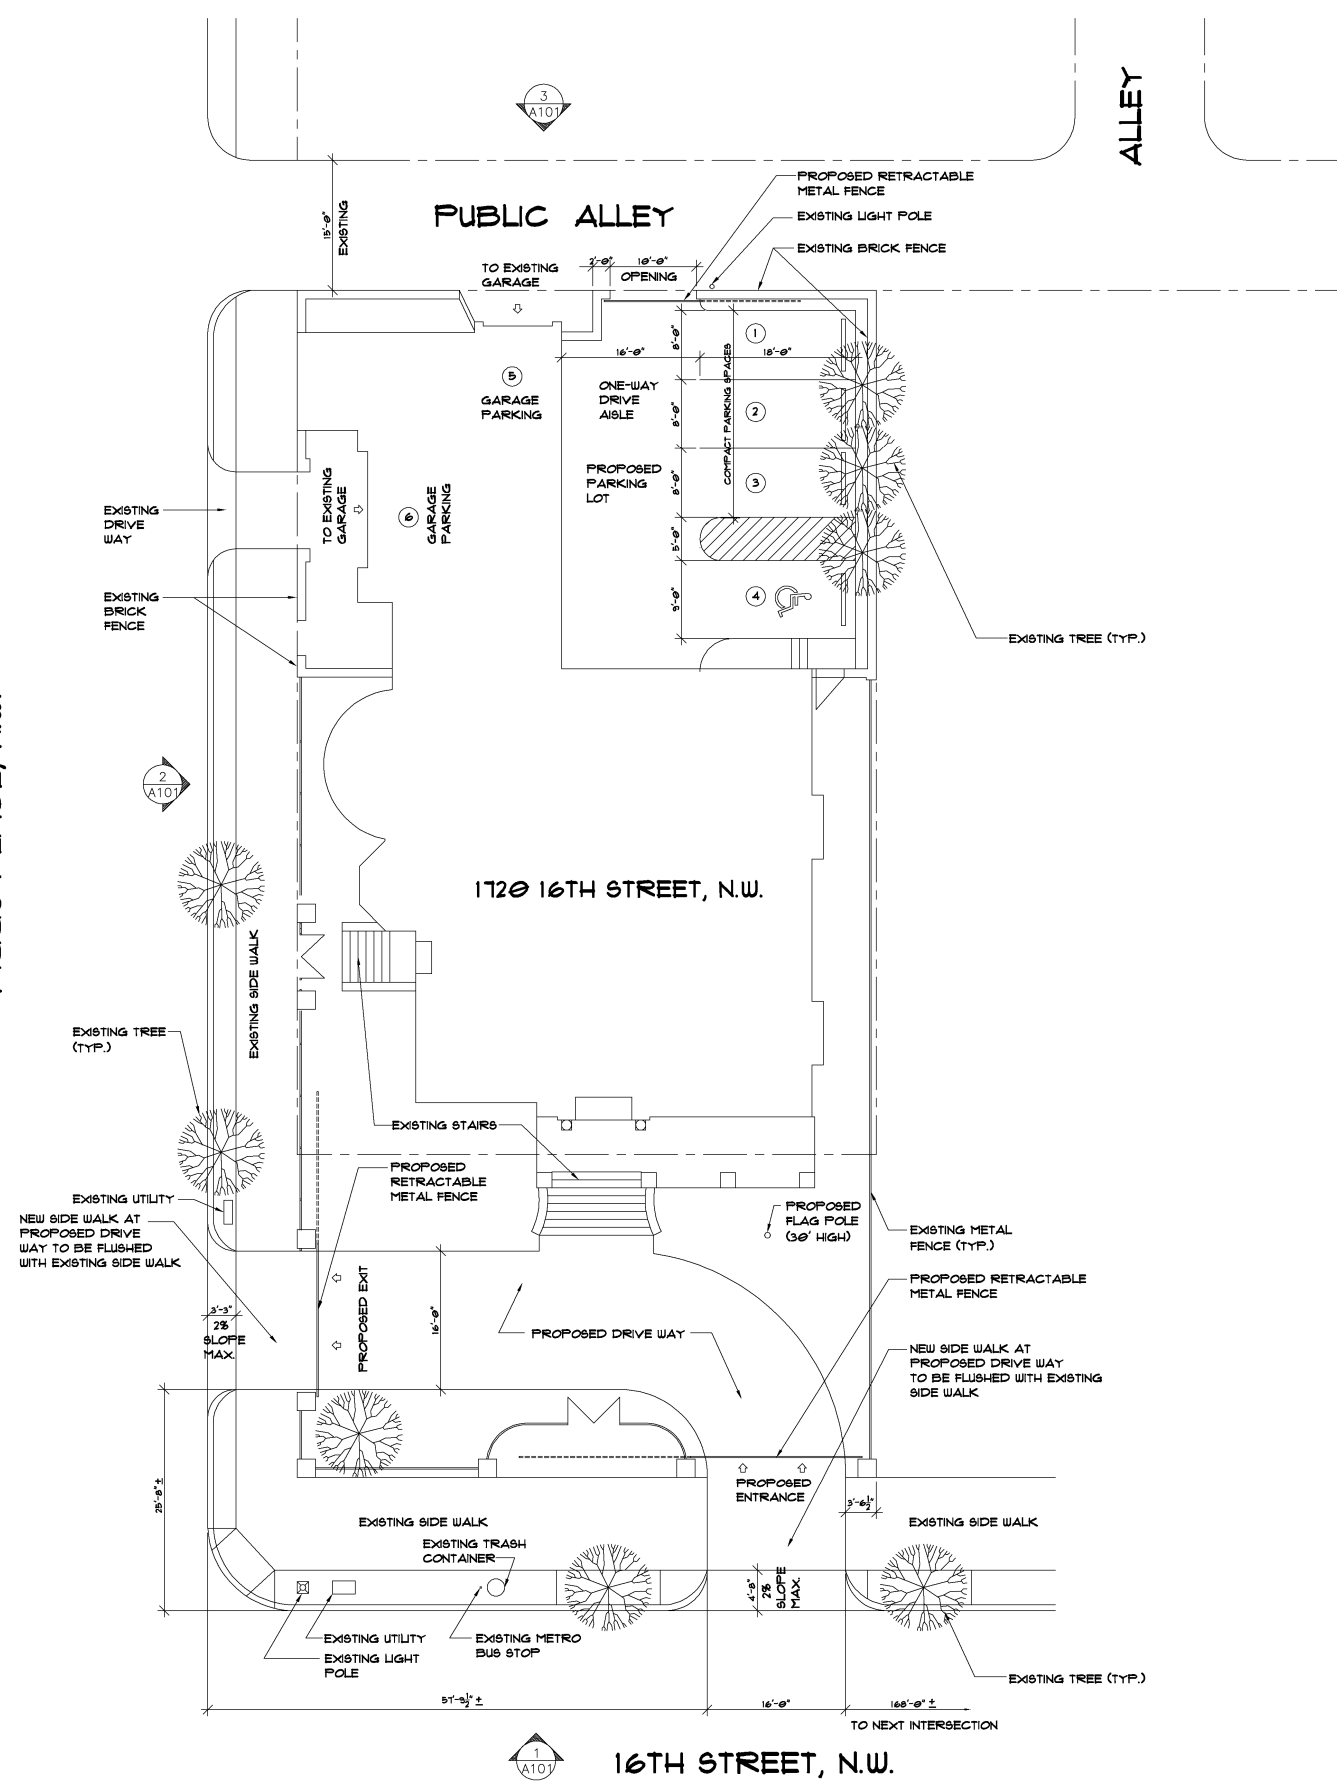 ALLEY
3
A101
PROPOSED RETRACTABLE
METAL FENCE
PUBLIC ALLEY
EXISTING LIGHT POLE
15'-0"
EXISTING
EXISTING BRICK FENCE
TO EXISTING
GARAGE
2'-0"
10'-0"
OPENING
1
8'-0"
16'-0"
18'-0"
COMPACT PARKING SPACES
5
GARAGE
PARKING
ONE-WAY
DRIVE
AISLE
2
8'-0"
PROPOSED
PARKING
LOT
3
8'-0"
TO EXISTING
GARAGE
6
GARAGE
PARKING
EXISTING
DRIVE
WAY
5'-0"
4
9'-0"
EXISTING
BRICK
FENCE
EXISTING TREE (TYP.)
2
A101
1720 16TH STREET, N.W.
EXISTING SIDE WALK
EXISTING TREE
(TYP.)
EXISTING STAIRS
PROPOSED
RETRACTABLE
METAL FENCE
EXISTING UTILITY
NEW SIDE WALK AT
PROPOSED DRIVE
WAY TO BE FLUSHED
WITH EXISTING SIDE WALK
PROPOSED
FLAG POLE
(30' HIGH)
EXISTING METAL
FENCE (TYP.)
PROPOSED RETRACTABLE
METAL FENCE
3'-3"
2%
SLOPE
MAX.
PROPOSED EXIT
16'-0"
PROPOSED DRIVE WAY
NEW SIDE WALK AT
PROPOSED DRIVE WAY
TO BE FLUSHED WITH EXISTING
SIDE WALK
25'-8" ±
PROPOSED
ENTRANCE
3'-6½"
EXISTING SIDE WALK
EXISTING SIDE WALK
EXISTING TRASH
CONTAINER
4'-8"
2%
SLOPE
MAX.
EXISTING UTILITY
EXISTING METRO
BUS STOP
EXISTING LIGHT
POLE
EXISTING TREE (TYP.)
57'-9½" ±
16'-0"
168'-0" ±
TO NEXT INTERSECTION
1
A101
16TH STREET, N.W.